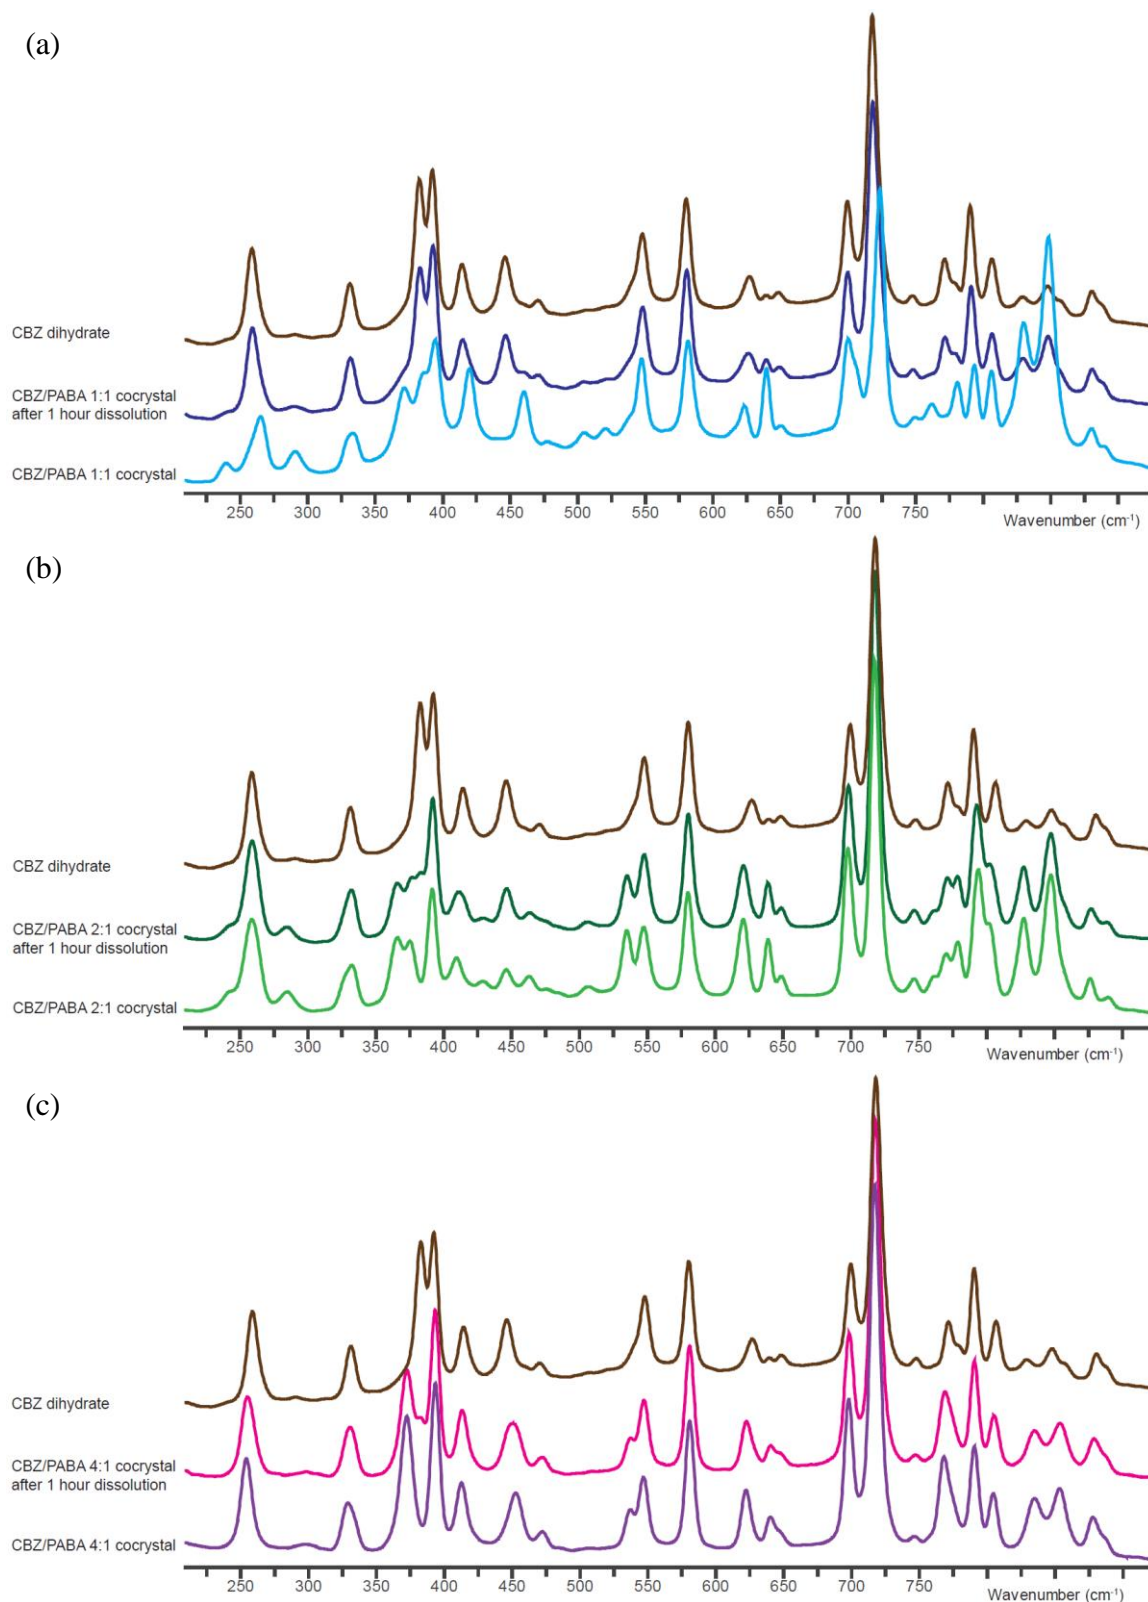 (a)
CBZ dihydrate
CBZ/PABA 1:1 cocrystal
after 1 hour dissolution
CBZ/PABA 1:1 cocrystal
250 300 350 400 450 500 550 600 650 700 750
Wavenumber (cm⁻¹)
(b)
CBZ dihydrate
CBZ/PABA 2:1 cocrystal
after 1 hour dissolution
CBZ/PABA 2:1 cocrystal
250 300 350 400 450 500 550 600 650 700 750
Wavenumber (cm⁻¹)
(c)
CBZ dihydrate
CBZ/PABA 4:1 cocrystal
after 1 hour dissolution
CBZ/PABA 4:1 cocrystal
250 300 350 400 450 500 550 600 650 700 750
Wavenumber (cm⁻¹)